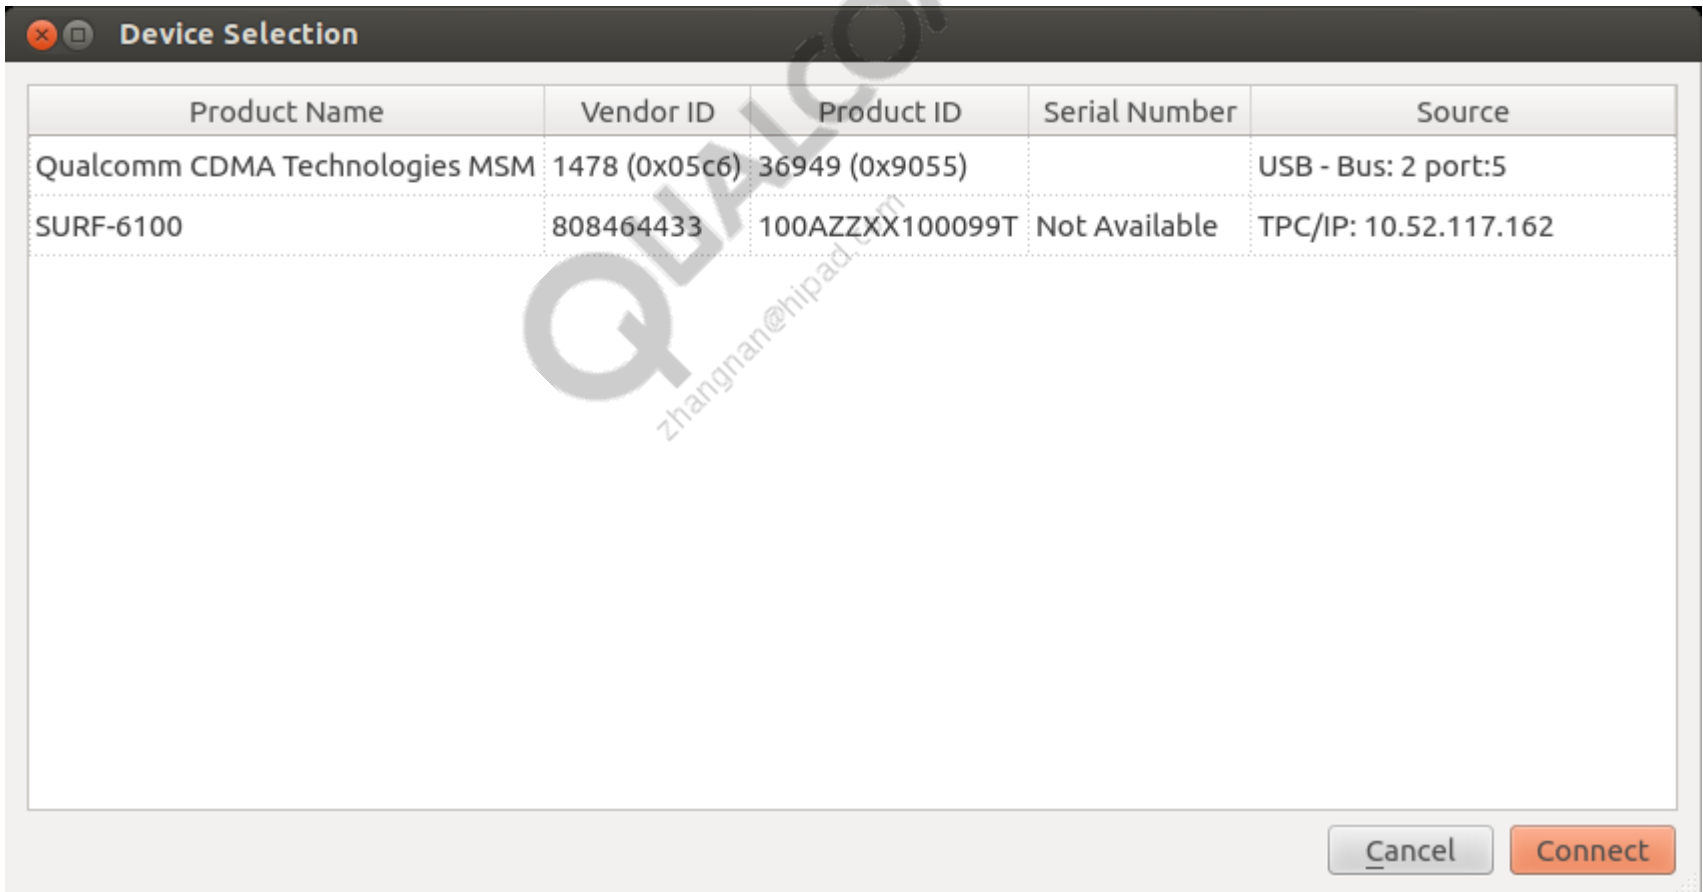 Device Selection
Product Name Vendor ID Product ID Serial Number Source
Qualcomm CDMA Technologies MSM 1478 (0x05c6) 36949 (0x9055) USB - Bus: 2 port:5
SURF-6100 808464433 100AZZXX100099T Not Available TPC/IP: 10.52.117.162
QUALCO
zhangnan@hipad.com
Cancel Connect